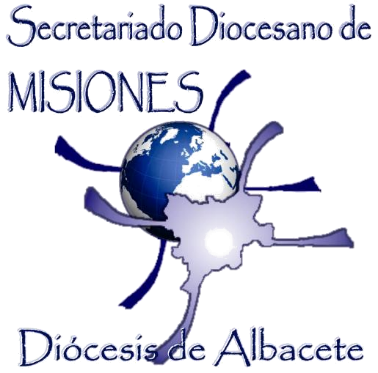 Secretariado Diocesano de
MISIONES
Diócesis de Albacete